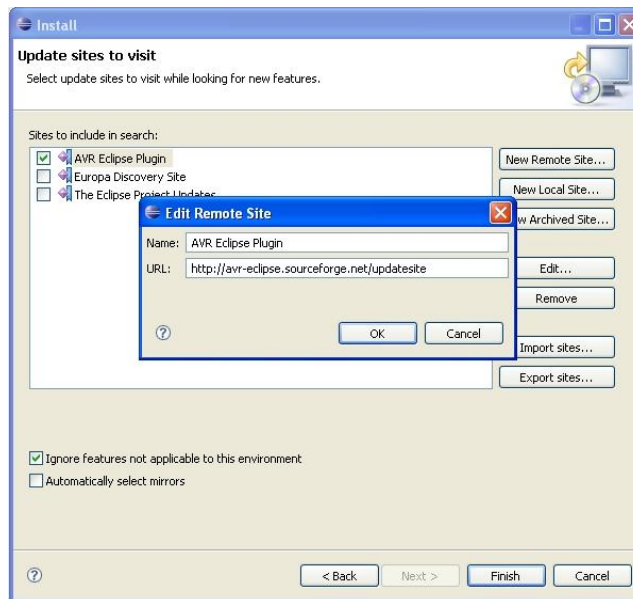 Install
Update sites to visit
Select update sites to visit while looking for new features.
Sites to include in search:
AVR Eclipse Plugin
Europa Discovery Site
The Eclipse Project Updates
New Remote Site...
New Local Site...
w Archived Site...
Edit...
Remove
Import sites...
Export sites...
Edit Remote Site
Name: AVR Eclipse Plugin
URL: http://avr-eclipse.sourceforge.net/updatesite
OK Cancel
Ignore features not applicable to this environment
Automatically select mirrors
< Back Next > Finish Cancel